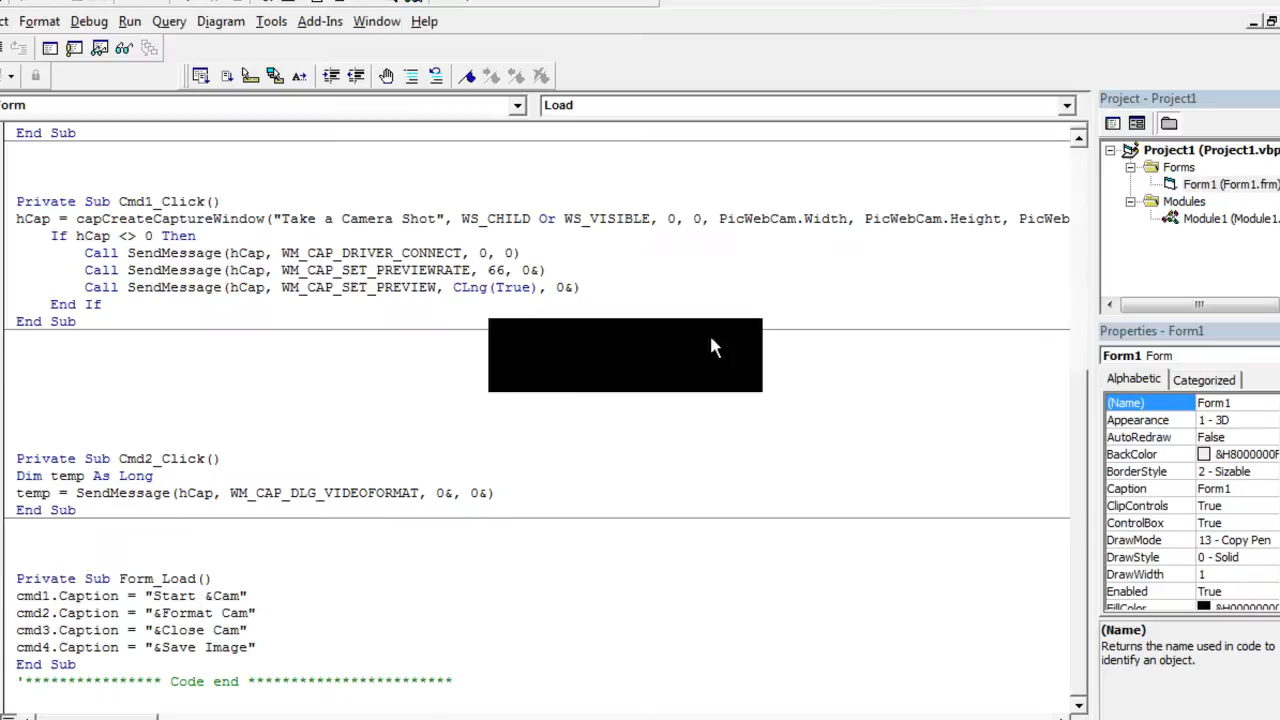 Format Debug Run Query Diagram Tools Add-Ins Window Help
Form
Load
End Sub
Private Sub Cmd1_Click()
hCap = capCreateCaptureWindow("Take a Camera Shot", WS_CHILD Or WS_VISIBLE, 0, 0, PicWebCam.Width, PicWebCam.Height, PicWeb
If hCap <> 0 Then
Call SendMessage(hCap, WM_CAP_DRIVER_CONNECT, 0, 0)
Call SendMessage(hCap, WM_CAP_SET_PREVIEWRATE, 66, 0&)
Call SendMessage(hCap, WM_CAP_SET_PREVIEW, CLng(True), 0&)
End If
End Sub
Private Sub Cmd2_Click()
Dim temp As Long
temp = SendMessage(hCap, WM_CAP_DLG_VIDEOFORMAT, 0&, 0&)
End Sub
Private Sub Form_Load()
cmd1.Caption = "Start &Cam"
cmd2.Caption = "&Format Cam"
cmd3.Caption = "&Close Cam"
cmd4.Caption = "&Save Image"
End Sub
'**************** Code end ************************
Project - Project1
Project1 (Project1.vbp
Forms
Form1 (Form1.frm)
Modules
Module1 (Module1.
Properties - Form1
Form1 Form
Alphabetic Categorized
(Name) Form1
Appearance 1 - 3D
AutoRedraw False
BackColor &H8000000F
BorderStyle 2 - Sizable
Caption Form1
ClipControls True
ControlBox True
DrawMode 13 - Copy Pen
DrawStyle 0 - Solid
DrawWidth 1
Enabled True
FillColor &H0000000
(Name)
Returns the name used in code to
identify an object.